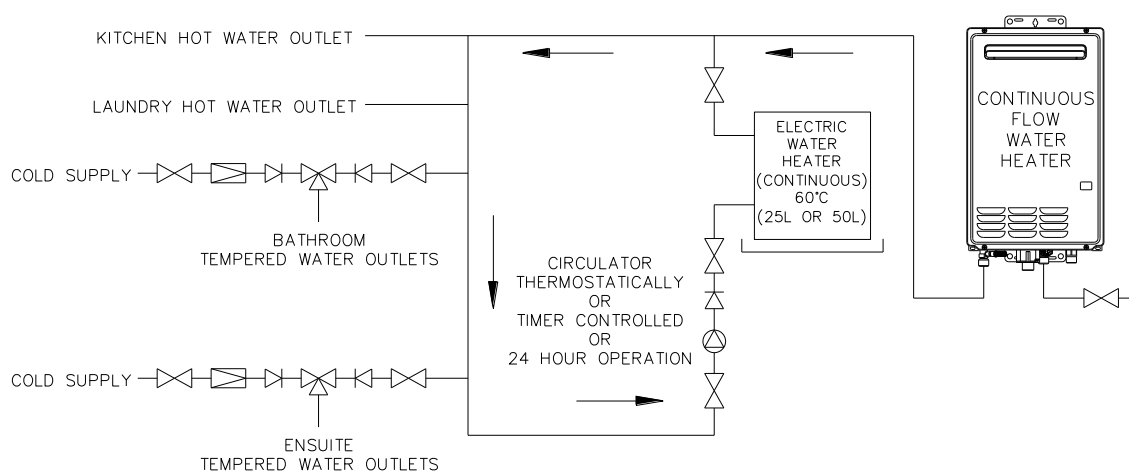 KITCHEN HOT WATER OUTLET
LAUNDRY HOT WATER OUTLET
COLD SUPPLY
BATHROOM
TEMPERED WATER OUTLETS
ELECTRIC
WATER
HEATER
(CONTINUOUS)
60°C
(25L OR 50L)
CONTINUOUS
FLOW
WATER
HEATER
CIRCULATOR
THERMOSTATICALLY
OR
TIMER CONTROLLED
OR
24 HOUR OPERATION
COLD SUPPLY
ENSUITE
TEMPERED WATER OUTLETS